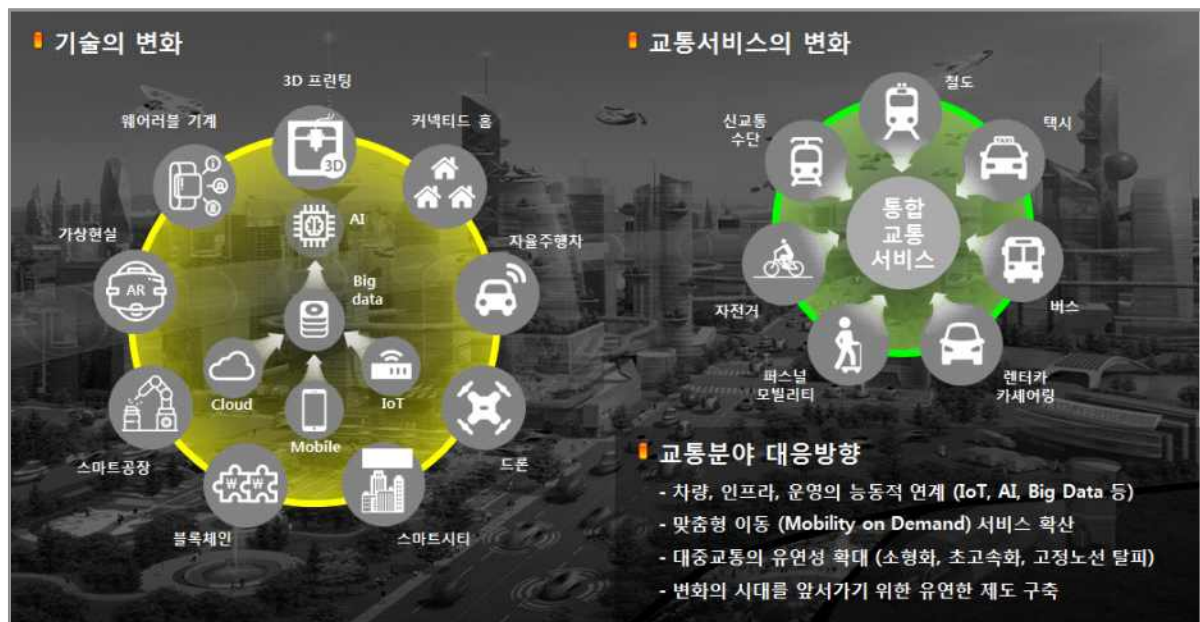 기술의 변화
3D 프린팅
웨어러블 기계
커넥티드 홈
3D
AI
가상현실
자율주행차
AR
Big
data
Cloud
IoT
Mobile
스마트공장
드론
₩ ₩
블록체인
스마트시티
교통서비스의 변화
철도
신교통
수단
택시
TAXI
통합
교통
서비스
자전거
버스
퍼스널
모빌리티
렌터카
카셰어링
교통분야 대응방향
- 차량, 인프라, 운영의 능동적 연계 (IoT, AI, Big Data 등)
- 맞춤형 이동 (Mobility on Demand) 서비스 확산
- 대중교통의 유연성 확대 (소형화, 초고속화, 고정노선 탈피)
- 변화의 시대를 앞서가기 위한 유연한 제도 구축